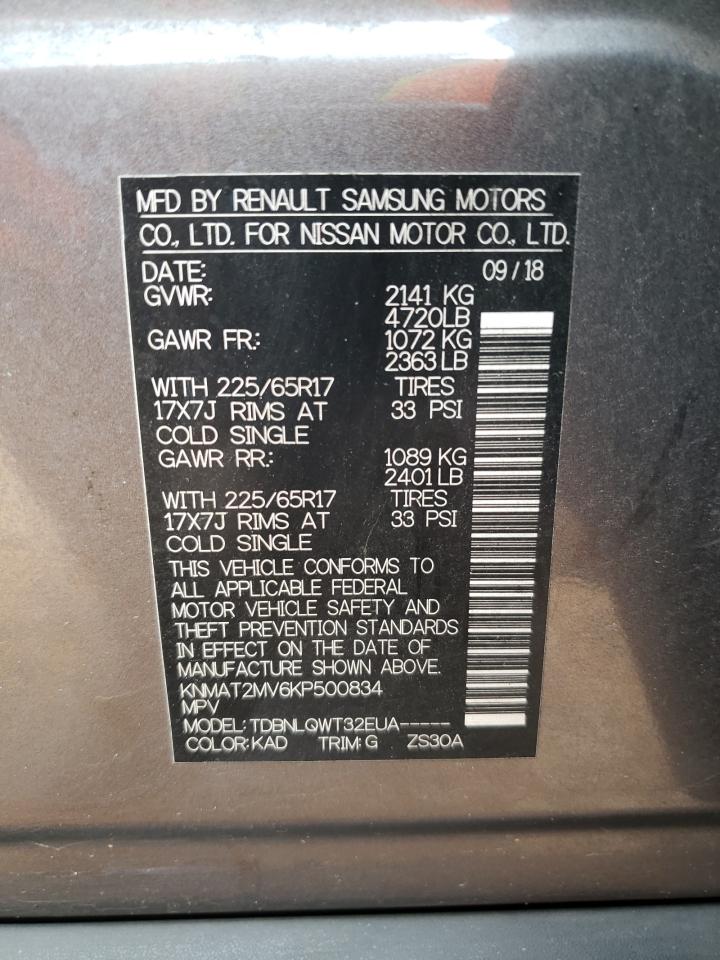 MFD BY RENAULT SAMSUNG MOTORS
CO., LTD. FOR NISSAN MOTOR CO., LTD.
DATE: 09/18
GVWR: 2141 KG
4720LB
GAWR FR.: 1072 KG
2363 LB
WITH 225/65R17 TIRES
17X7J RIMS AT 33 PSI
COLD SINGLE
GAWR RR.: 1089 KG
2401 LB
WITH 225/65R17 TIRES
17X7J RIMS AT 33 PSI
COLD SINGLE
THIS VEHICLE CONFORMS TO
ALL APPLICABLE FEDERAL
MOTOR VEHICLE SAFETY AND
THEFT PREVENTION STANDARDS
IN EFFECT ON THE DATE OF
MANUFACTURE SHOWN ABOVE.
KNMAT2MV6KP500834
MPV
MODEL: TDBNLQWT32EUA-----
COLOR: KAD TRIM: G ZS30A